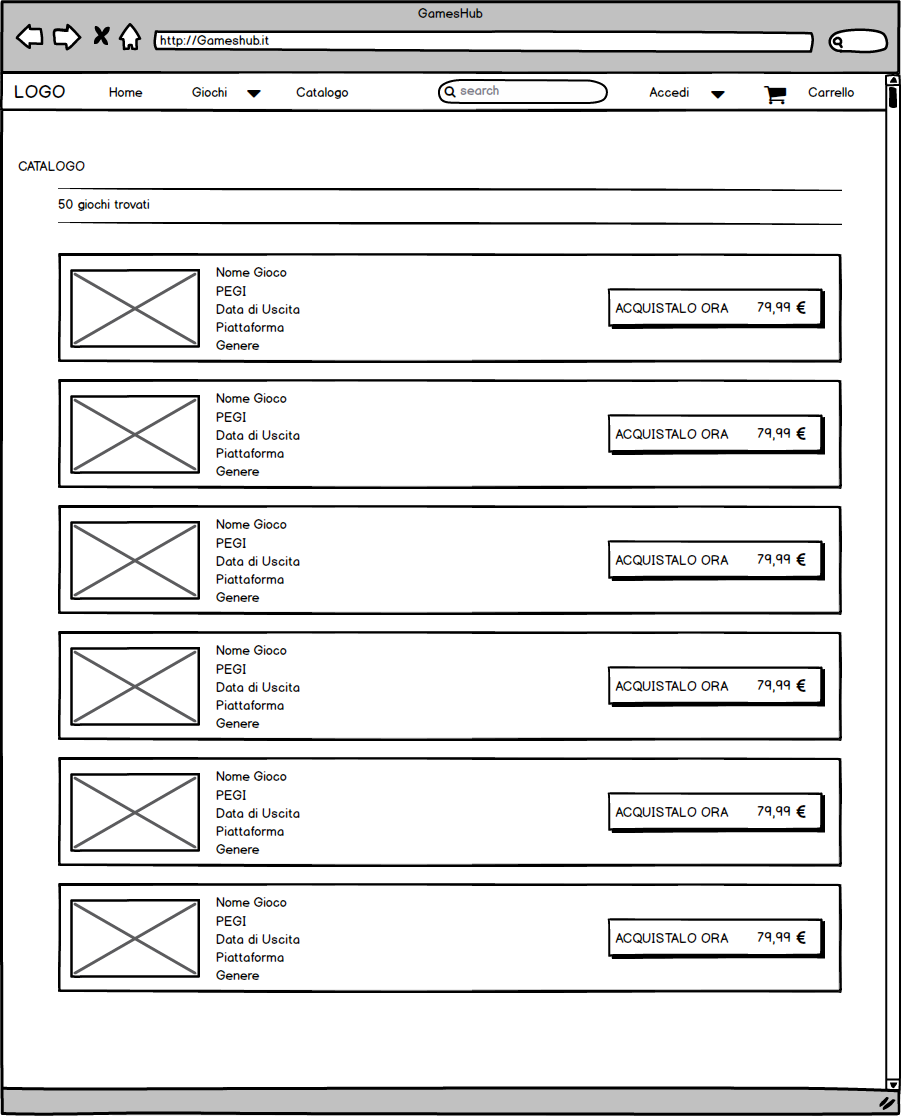 GamesHub
http://Gameshub.it
LOGO Home Giochi Catalogo search Accedi Carrello
CATALOGO
50 giochi trovati
Nome Gioco
PEGI
Data di Uscita
Piattaforma
Genere
ACQUISTALO ORA 79,99 €
Nome Gioco
PEGI
Data di Uscita
Piattaforma
Genere
ACQUISTALO ORA 79,99 €
Nome Gioco
PEGI
Data di Uscita
Piattaforma
Genere
ACQUISTALO ORA 79,99 €
Nome Gioco
PEGI
Data di Uscita
Piattaforma
Genere
ACQUISTALO ORA 79,99 €
Nome Gioco
PEGI
Data di Uscita
Piattaforma
Genere
ACQUISTALO ORA 79,99 €
Nome Gioco
PEGI
Data di Uscita
Piattaforma
Genere
ACQUISTALO ORA 79,99 €